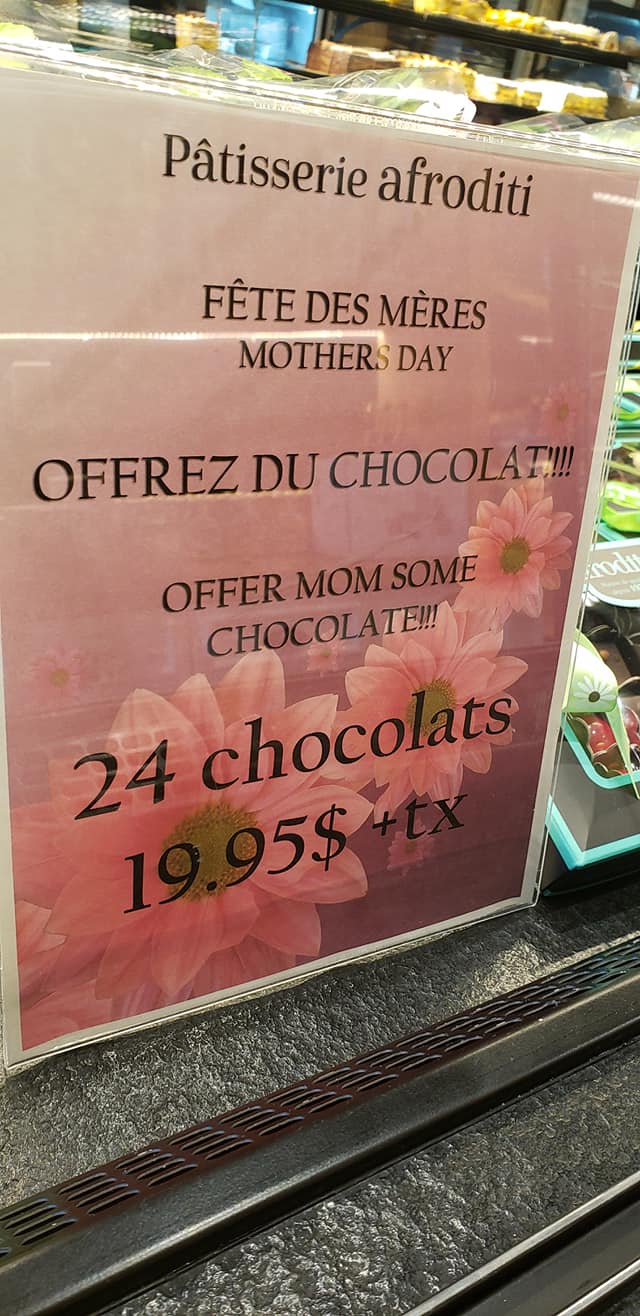 Pâtisserie afroditi
FÊTE DES MÈRES
MOTHERS DAY
OFFREZ DU CHOCOLAT!!!!
OFFER MOM SOME
CHOCOLATE!!!
24 chocolats
19.95$ +tx